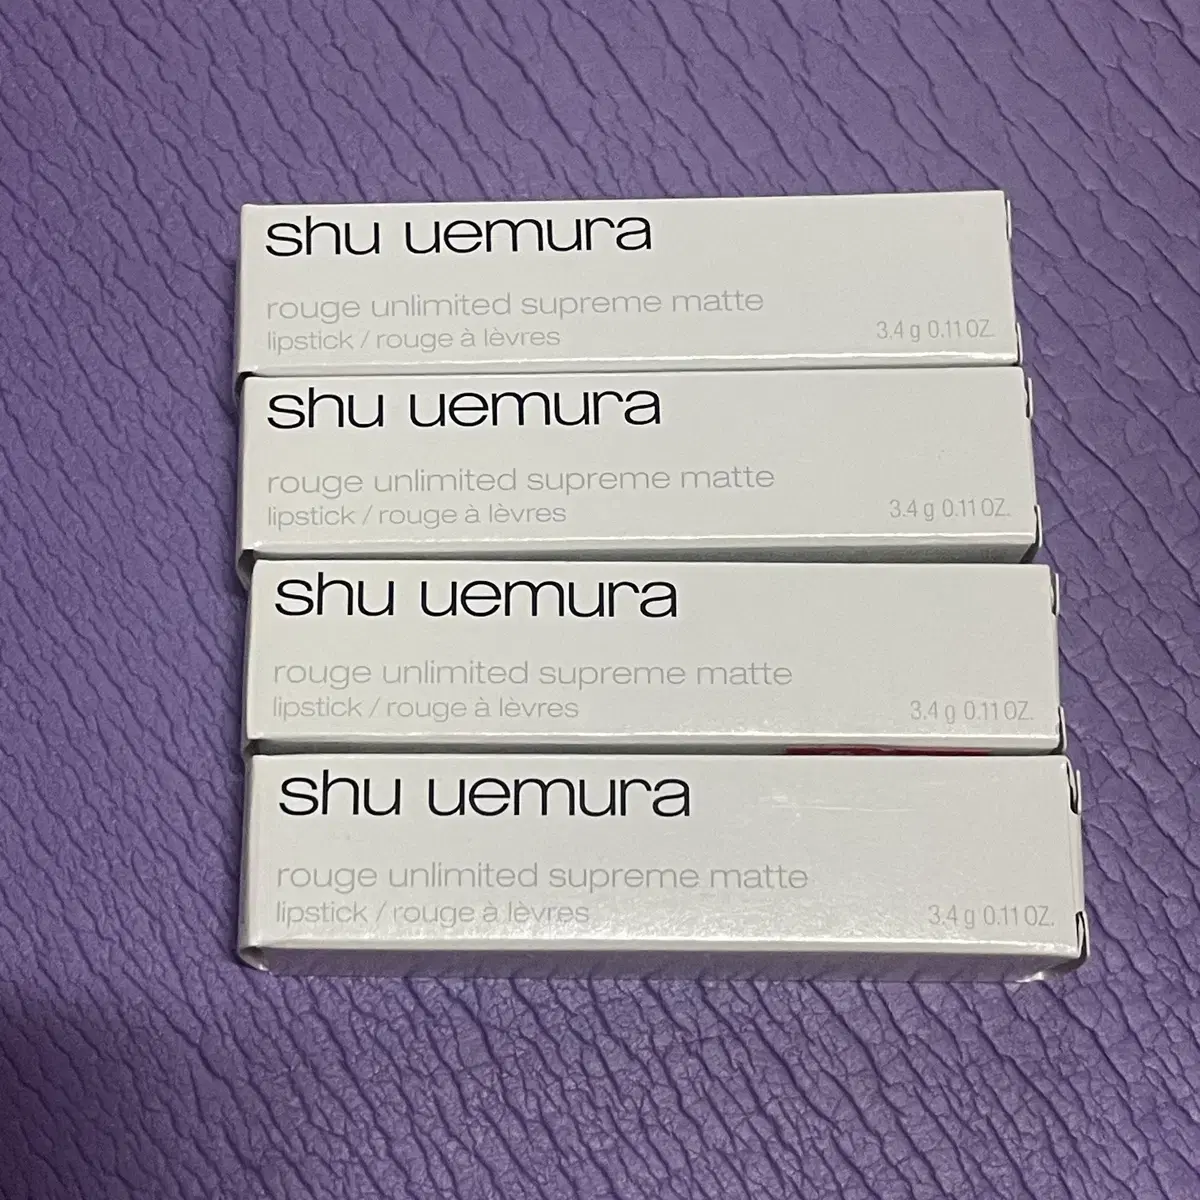 shu uemura
rouge unlimited supreme matte
lipstick / rouge à lèvres
3.4 g 0.11 OZ.
shu uemura
rouge unlimited supreme matte
lipstick / rouge à lèvres
3.4 g 0.11 OZ.
shu uemura
rouge unlimited supreme matte
lipstick / rouge à lèvres
3.4 g 0.11 OZ.
shu uemura
rouge unlimited supreme matte
lipstick / rouge à lèvres
3.4 g 0.11 OZ.